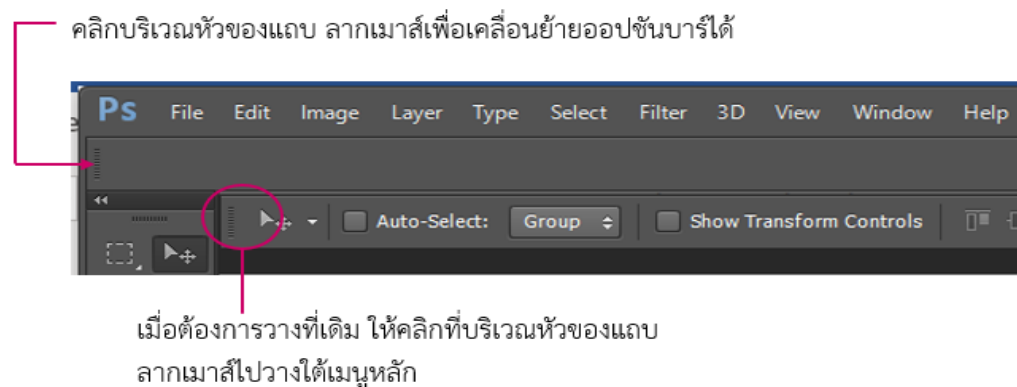 คลิกบริเวณหัวของแถบ ลากเมาส์เพื่อเคลื่อนย้ายออปชันบาร์ได้
Ps File Edit Image Layer Type Select Filter 3D View Window Help
Auto-Select: Group Show Transform Controls
เมื่อต้องการวางที่เดิม ให้คลิกที่บริเวณหัวของแถบ
ลากเมาส์ไปวางใต้เมนูหลัก